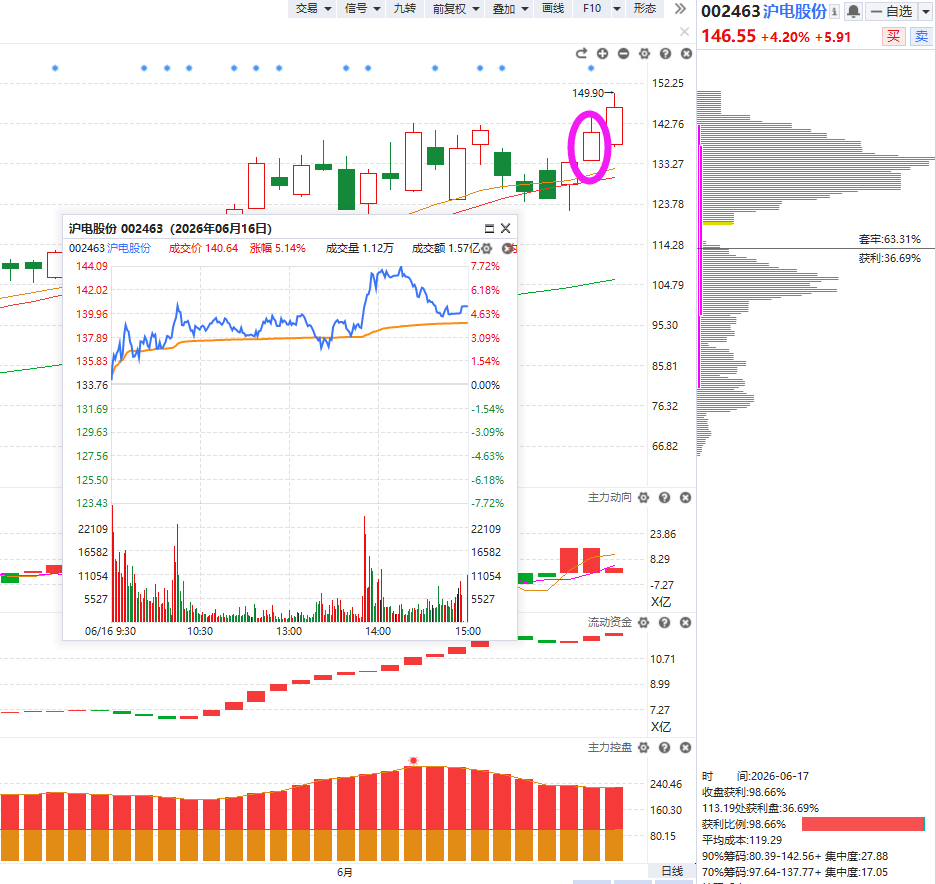 交易 信号 九转 前复权 叠加 画线 F10 形态
002463 沪电股份
自选
146.55 +4.20% +5.91 买 卖
149.90
152.25
142.76
133.27
123.78
114.28
104.79
95.30
85.81
76.32
66.82
套牢:63.31%
获利:36.69%
沪电股份 002463 (2026年06月16日)
002463 沪电股份 成交价 140.64 涨幅 5.14% 成交量 1.12万 成交额 1.57亿
144.09 7.72%
142.02 6.18%
139.96 4.63%
137.89 3.09%
135.83 1.54%
133.76 0.00%
131.69 -1.54%
129.63 -3.09%
127.56 -4.63%
125.50 -6.18%
123.43 -7.72%
22109 22109
16582 16582
11054 11054
5527 5527
06/16 9:30 10:30 13:00 14:00 15:00
主力动向
23.86
8.29
-7.27
X亿
流动资金
10.71
8.99
7.27
X亿
主力控盘
240.46
160.30
80.15
6月 日线
时 间:2026-06-17
收盘获利:98.66%
113.19处获利盘:36.69%
获利比例:98.66%
平均成本:119.29
90%筹码:80.39-142.56+ 集中度:27.88
70%筹码:97.64-137.77+ 集中度:17.05